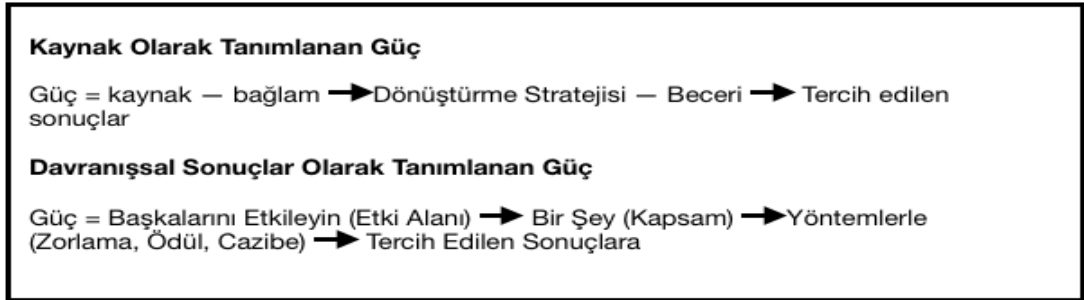 Kaynak Olarak Tanımlanan Güç
Güç = kaynak — bağlam → Dönüştürme Stratejisi — Beceri → Tercih edilen
sonuçlar
Davranışsal Sonuçlar Olarak Tanımlanan Güç
Güç = Başkalarını Etkileyin (Etki Alanı) → Bir Şey (Kapsam) → Yöntemlerle
(Zorlama, Ödül, Cazibe) → Tercih Edilen Sonuçlara